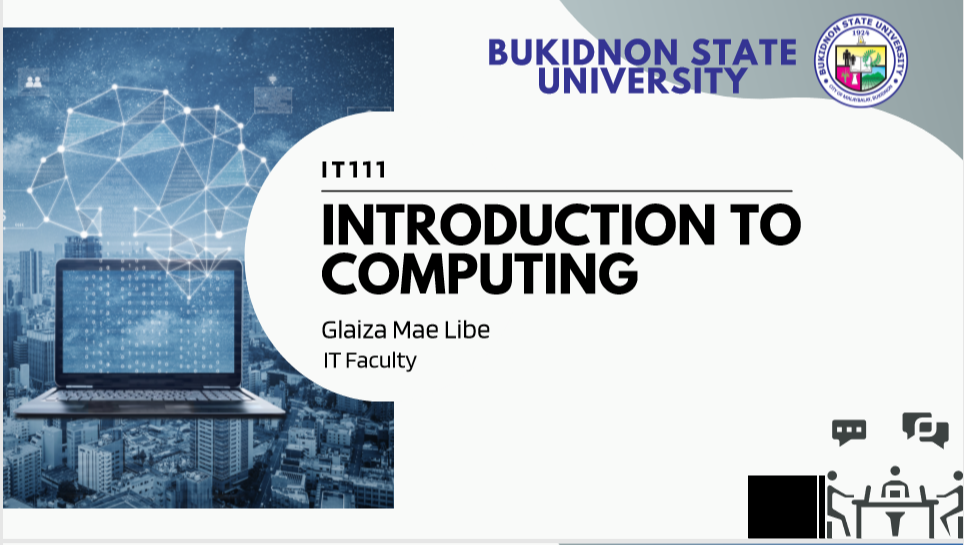 BUKIDNON STATE
UNIVERSITY
BUKIDNON STATE UNIVERSITY
1924
CITY OF MALAYBALAY, BUKIDNON
IT111
INTRODUCTION TO
COMPUTING
Glaiza Mae Libe
IT Faculty